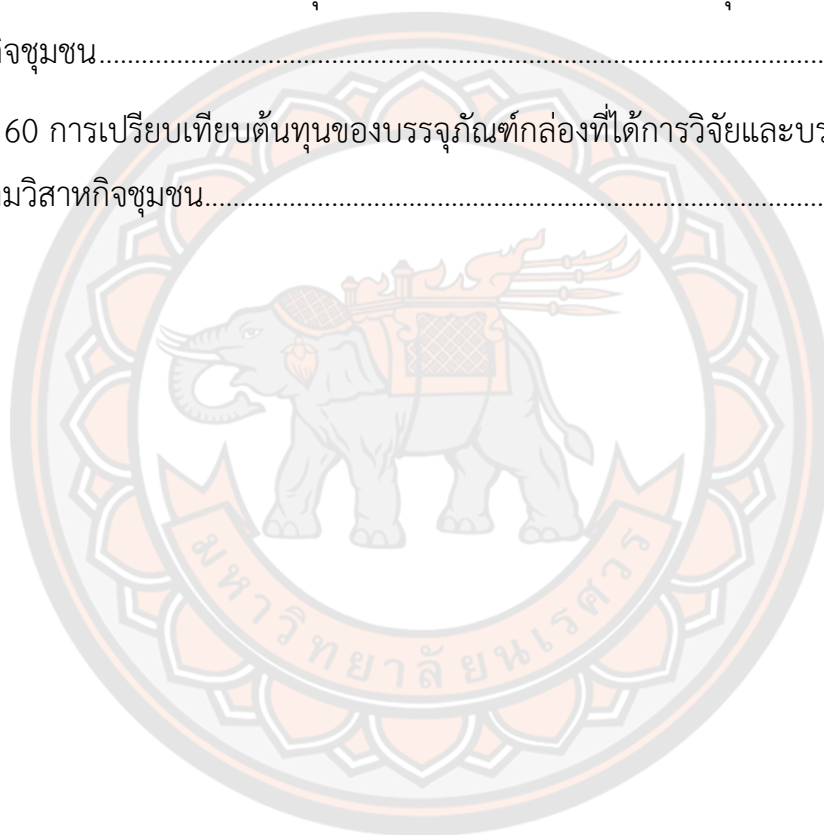 กิจชุมชน
60 การเปรียบเทียบต้นทุนของบรรจุภัณฑ์กล่องที่ได้การวิจัยและบร
มวิสาหกิจชุมชน
มหาวิทยาลัยนเรศวร